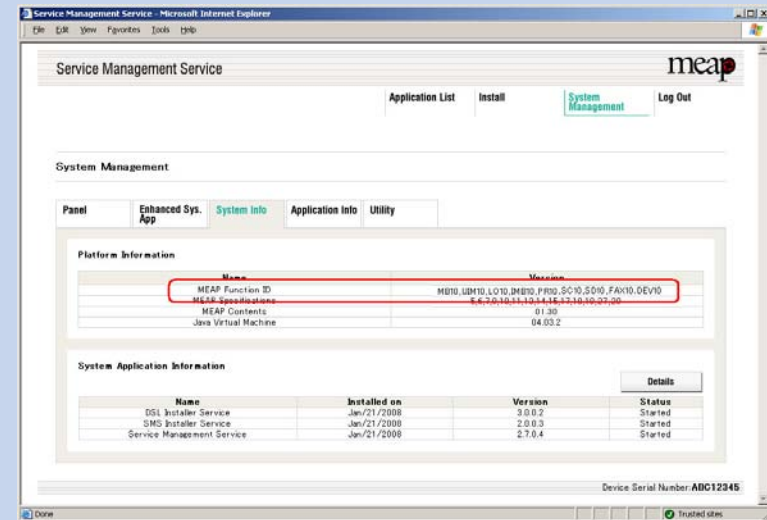 Service Management Service - Microsoft Internet Explorer
File Edit View Favorites Tools Help
Service Management Service
meap
Application List Install System Management Log Out
System Management
Panel Enhanced Sys. App System Info Application Info Utility
Platform Information
Name Version
MEAP Function ID MB10,UIM10,LO10,IMB10,PR10,SC10,SD10,FAX10,DEV10
MEAP Specifications
MEAP Contents 01.30
Java Virtual Machine 04.03.2
System Application Information
Details
Name Installed on Version Status
DSL Installer Service Jan/21/2008 3.0.0.2 Started
SMS Installer Service Jan/21/2008 2.0.0.3 Started
Service Management Service Jan/21/2008 2.7.0.4 Started
Device Serial Number:ABC12345
Done Trusted sites